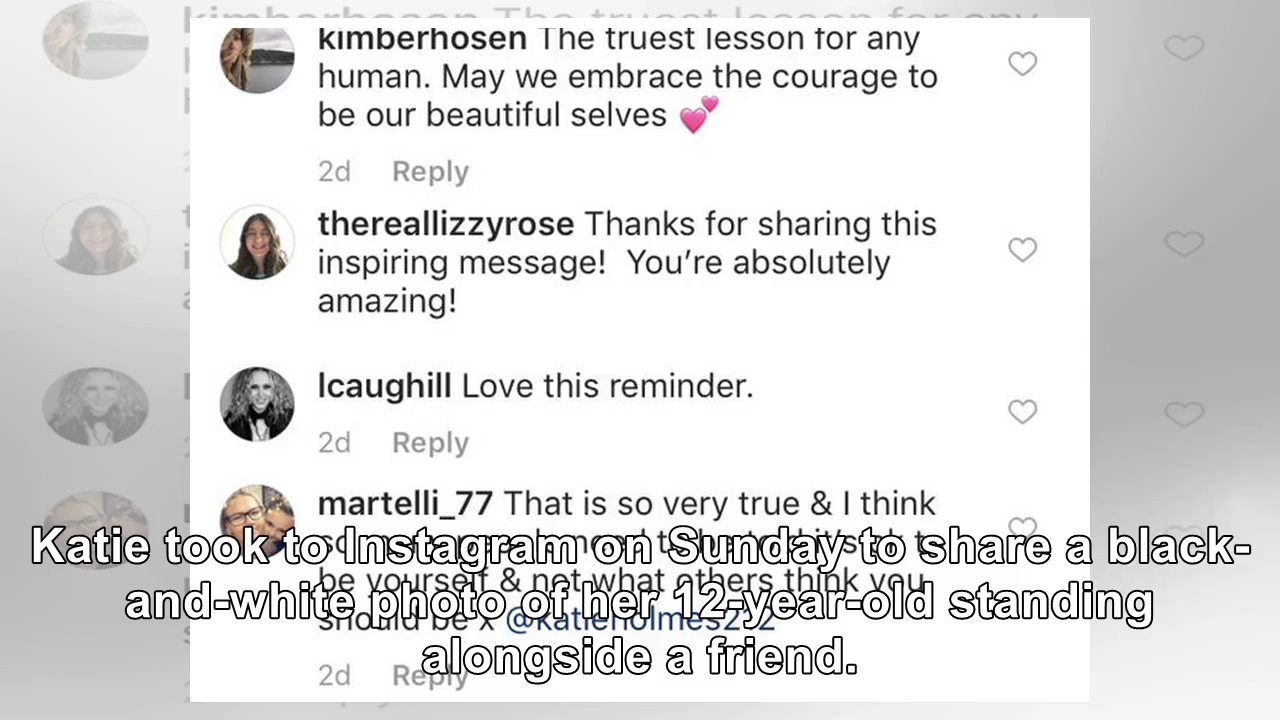 kimberhosen The truest lesson for any
human. May we embrace the courage to
be our beautiful selves 💕
2d Reply
thereallizzyrose Thanks for sharing this
inspiring message! You're absolutely
amazing!
lcaughill Love this reminder.
2d Reply
martelli_77 That is so very true & I think
be yourself & not what others think you
should be x @katieholmes212
2d Reply
Katie took to Instagram on Sunday to share a black-
and-white photo of her 12-year-old standing
alongside a friend.